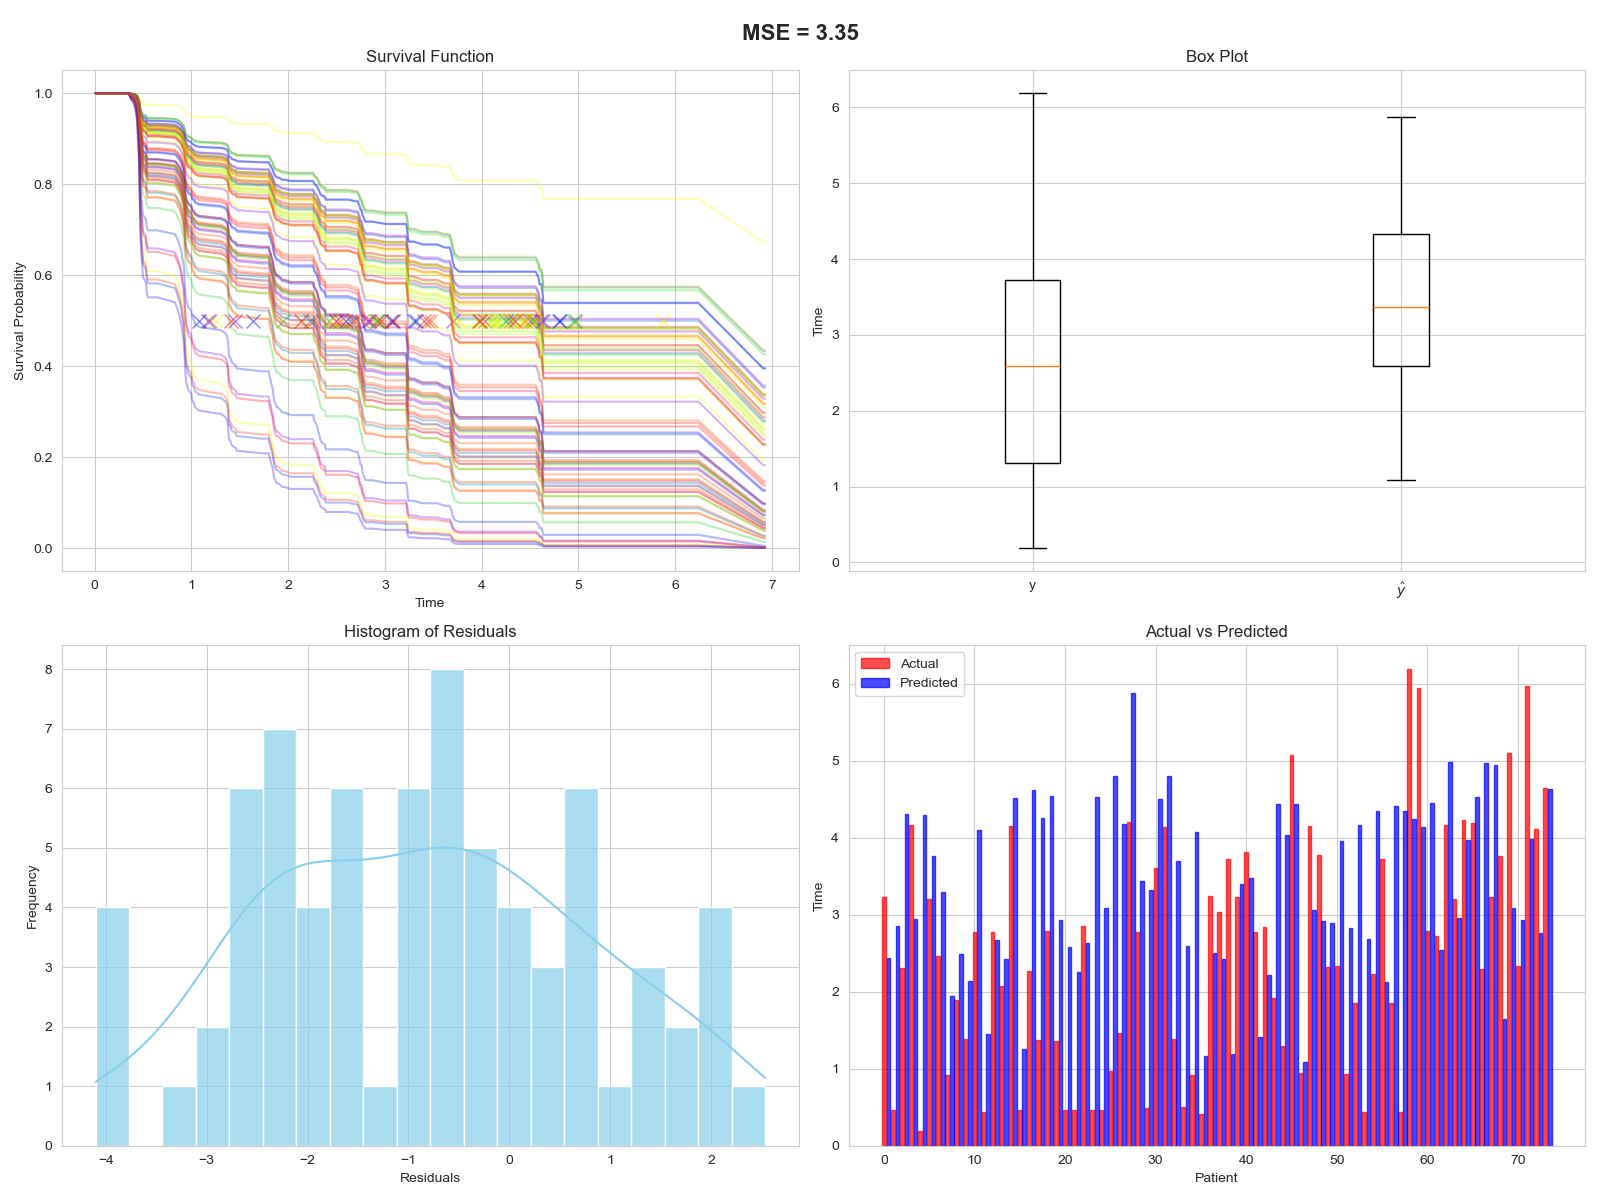 MSE = 3.35
Survival Function
Survival Probability
1.0
0.8
0.6
0.4
0.2
0.0
0 1 2 3 4 5 6 7
Time
Box Plot
Time
6
5
4
3
2
1
0
y ŷ
Histogram of Residuals
Frequency
8
7
6
5
4
3
2
1
0
−4 −3 −2 −1 0 1 2
Residuals
Actual vs Predicted
Actual
Predicted
Time
6
5
4
3
2
1
0
0 10 20 30 40 50 60 70
Patient